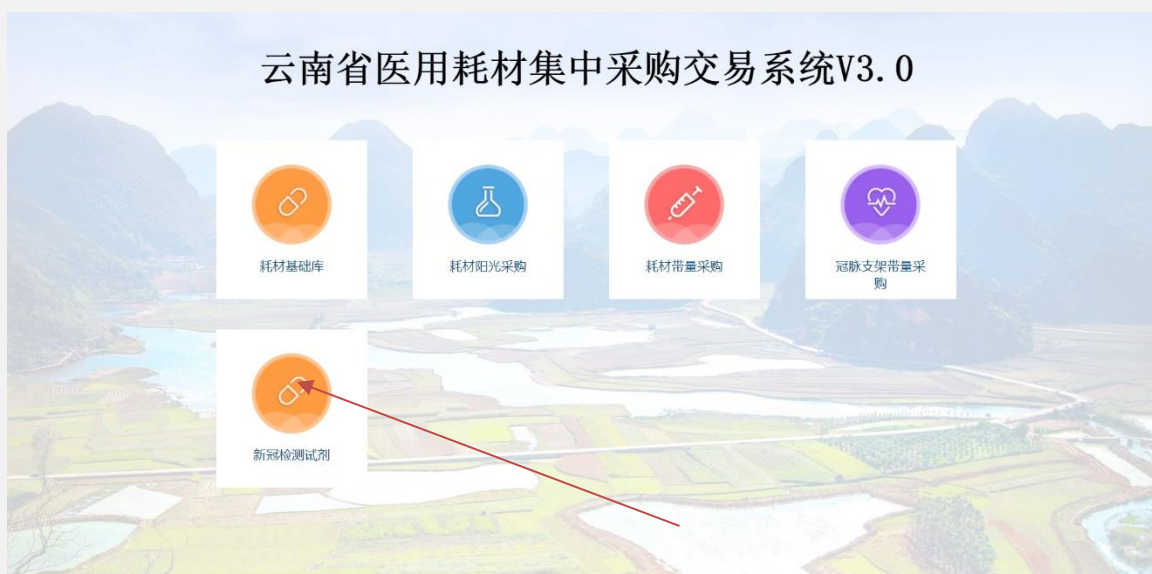 云南省医用耗材集中采购交易系统V3.0
耗材基础库
耗材阳光采购
耗材带量采购
冠脉支架带量采
购
新冠检测试剂